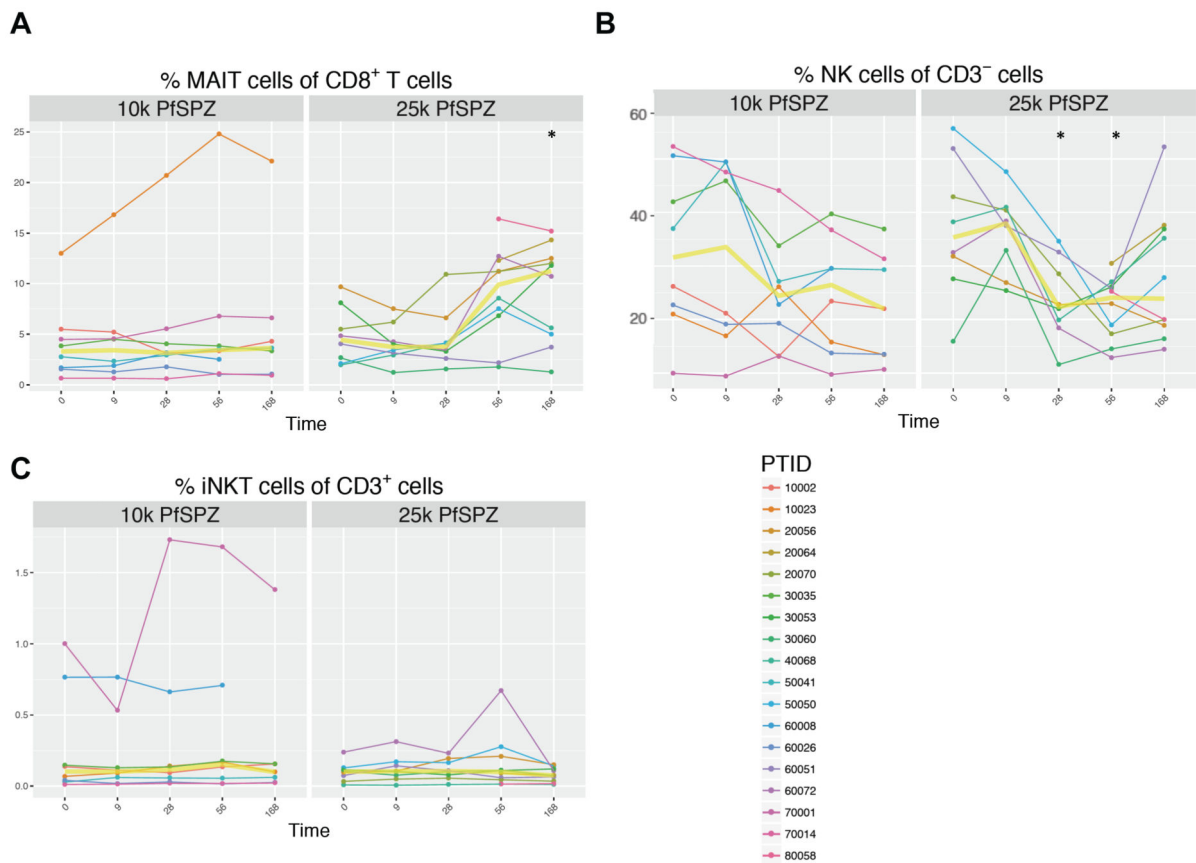 A
% MAIT cells of CD8⁺ T cells
10k PfSPZ
25k PfSPZ
25
20
15
10
5
0
*
0 9 28 56 168
0 9 28 56 168
Time
B
% NK cells of CD3⁻ cells
10k PfSPZ
25k PfSPZ
60
40
20
* *
0 9 28 56 168
0 9 28 56 168
Time
C
% iNKT cells of CD3⁺ cells
10k PfSPZ
25k PfSPZ
1.5
1.0
0.5
0.0
0 9 28 56 168
0 9 28 56 168
Time
PTID
10002
10023
20056
20064
20070
30035
30053
30060
40068
50041
50050
60008
60026
60051
60072
70001
70014
80058